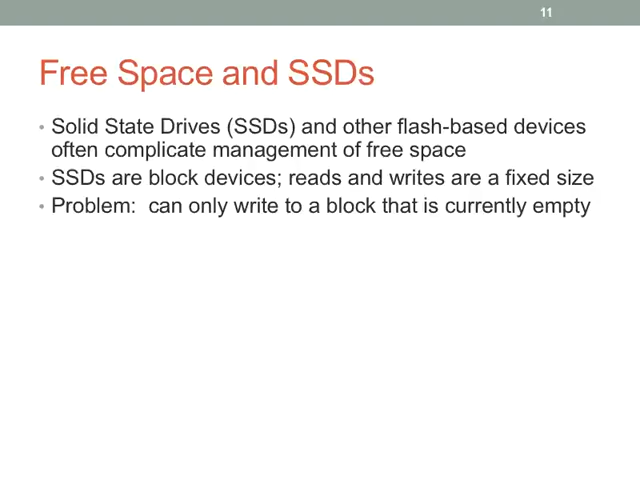 11
Free Space and SSDs
• Solid State Drives (SSDs) and other flash-based devices
often complicate management of free space
• SSDs are block devices; reads and writes are a fixed size
• Problem:  can only write to a block that is currently empty